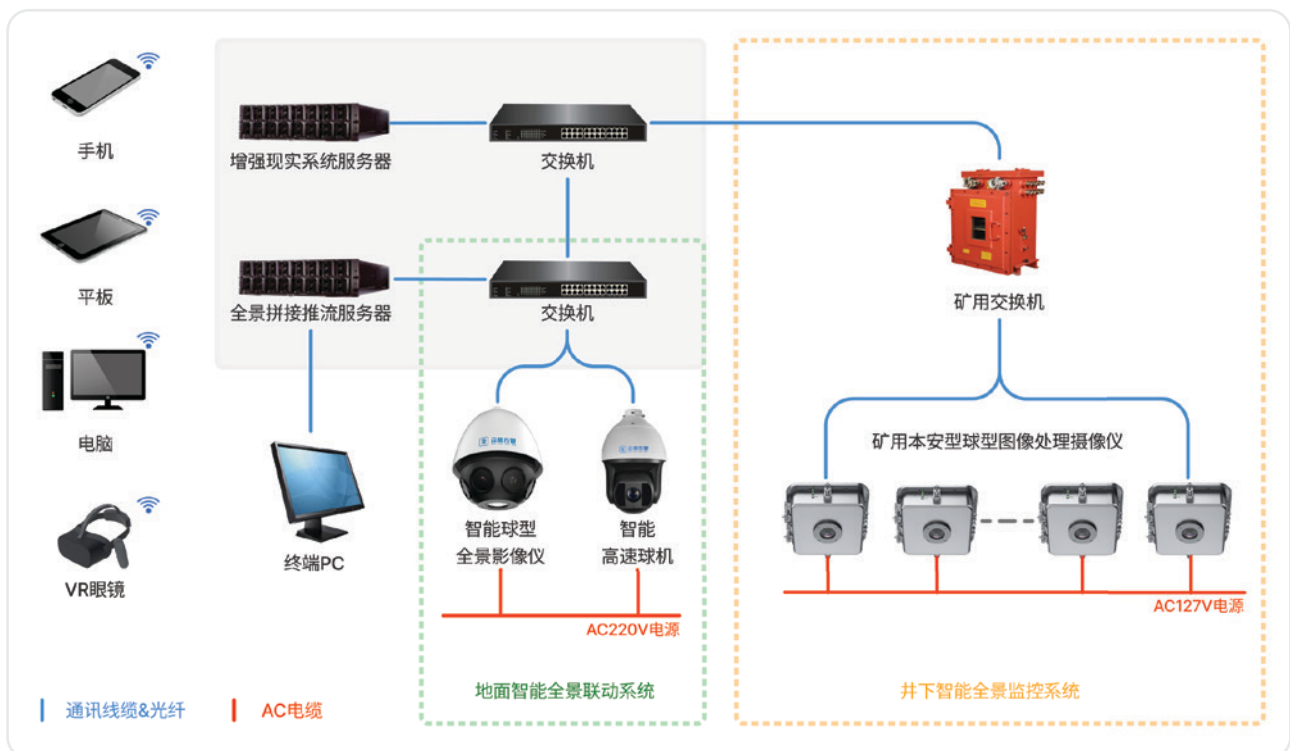 手机
平板
电脑
VR眼镜
增强现实系统服务器
交换机
全景拼接推流服务器
交换机
终端PC
智能球型
全景影像仪
智能
高速球机
AC220V电源
地面智能全景联动系统
矿用交换机
矿用本安型球型图像处理摄像仪
AC127V电源
井下智能全景监控系统
通讯线缆&光纤
AC电缆